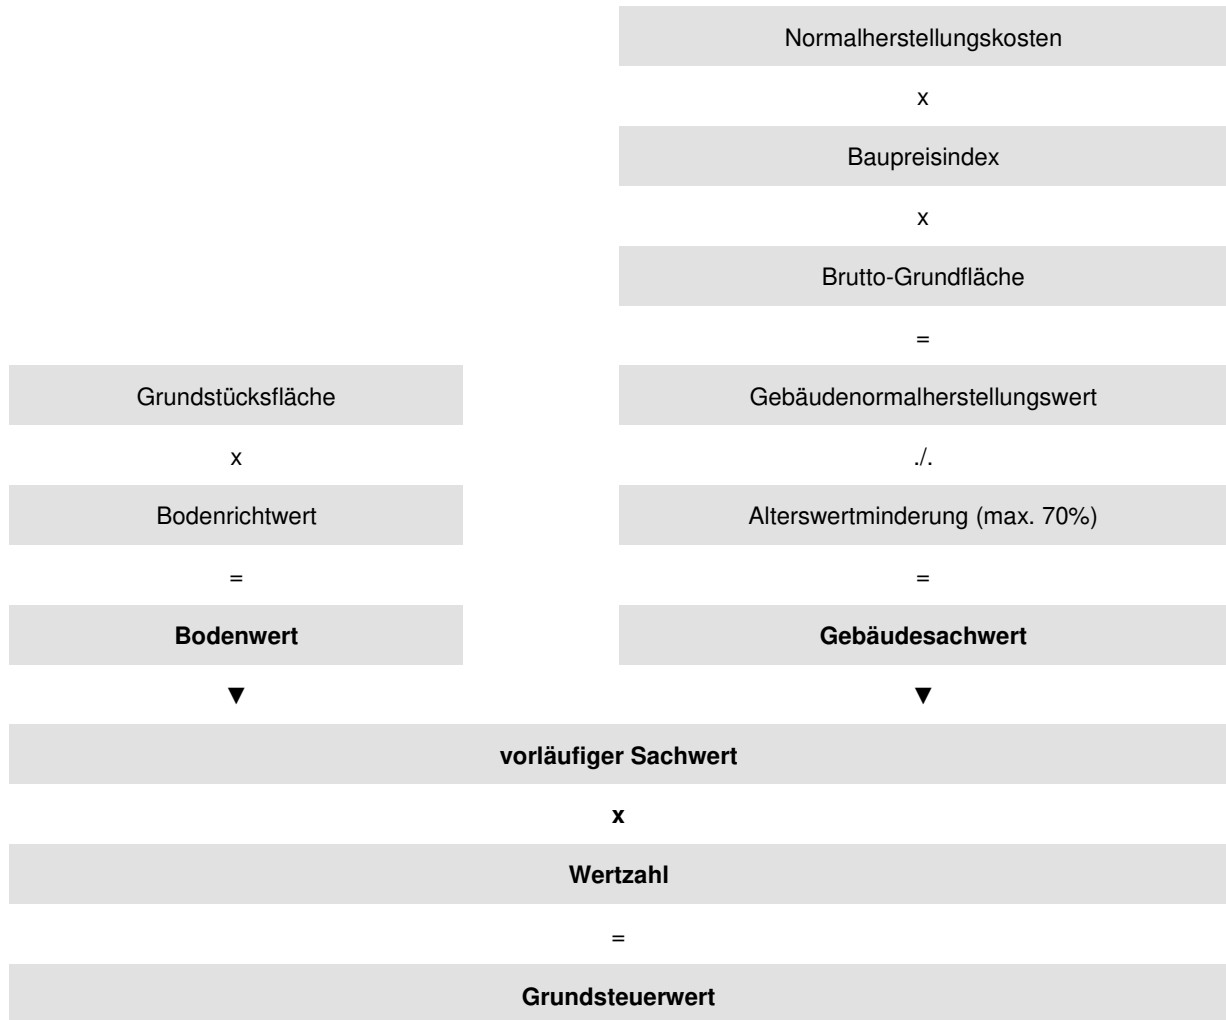 Normalherstellungskosten
x
Baupreisindex
x
Brutto-Grundfläche
=
Grundstücksfläche Gebäudenormalherstellungswert
x ./.
Bodenrichtwert Alterswertminderung (max. 70%)
= =
Bodenwert Gebäudesachwert
▼ ▼
vorläufiger Sachwert
x
Wertzahl
=
Grundsteuerwert